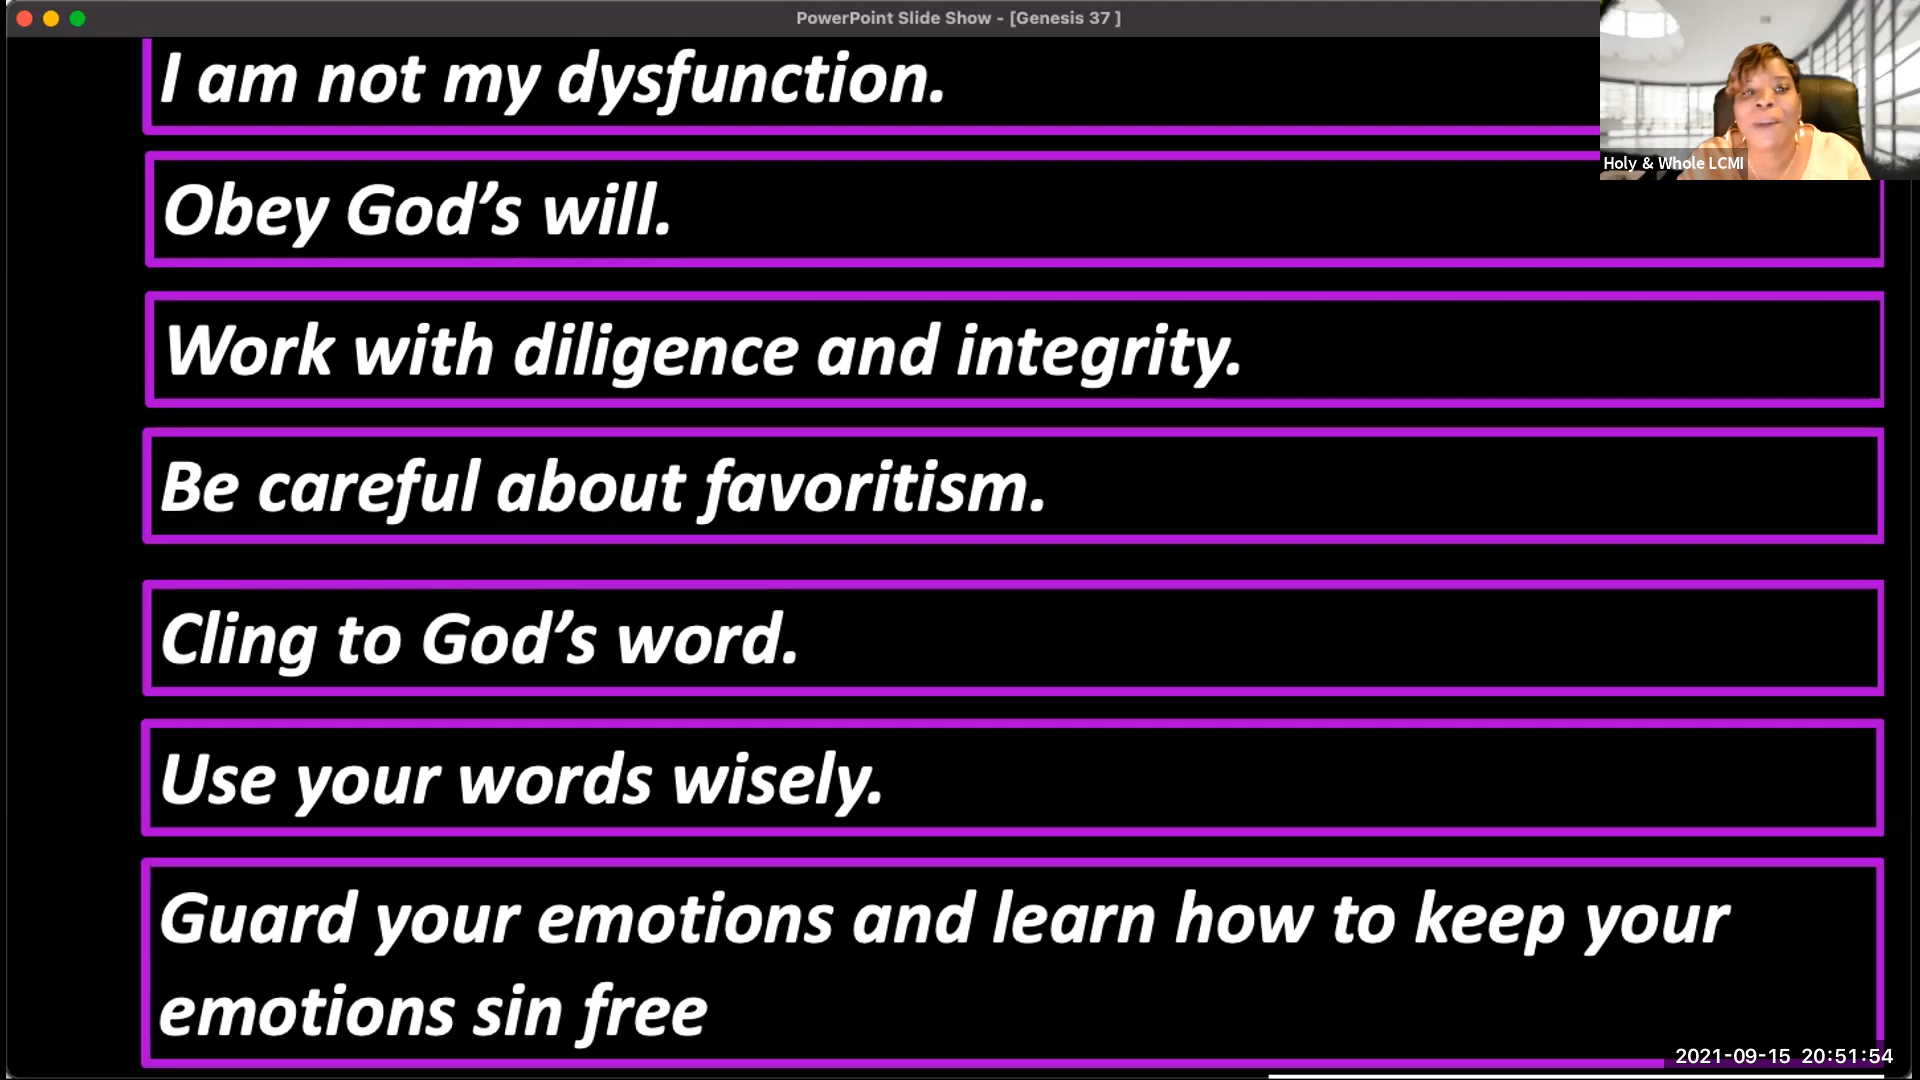 PowerPoint Slide Show - [Genesis 37 ]
I am not my dysfunction.
Holy & Whole LCMI
Obey God’s will.
Work with diligence and integrity.
Be careful about favoritism.
Cling to God’s word.
Use your words wisely.
Guard your emotions and learn how to keep your
emotions sin free
2021-09-15 20:51:54